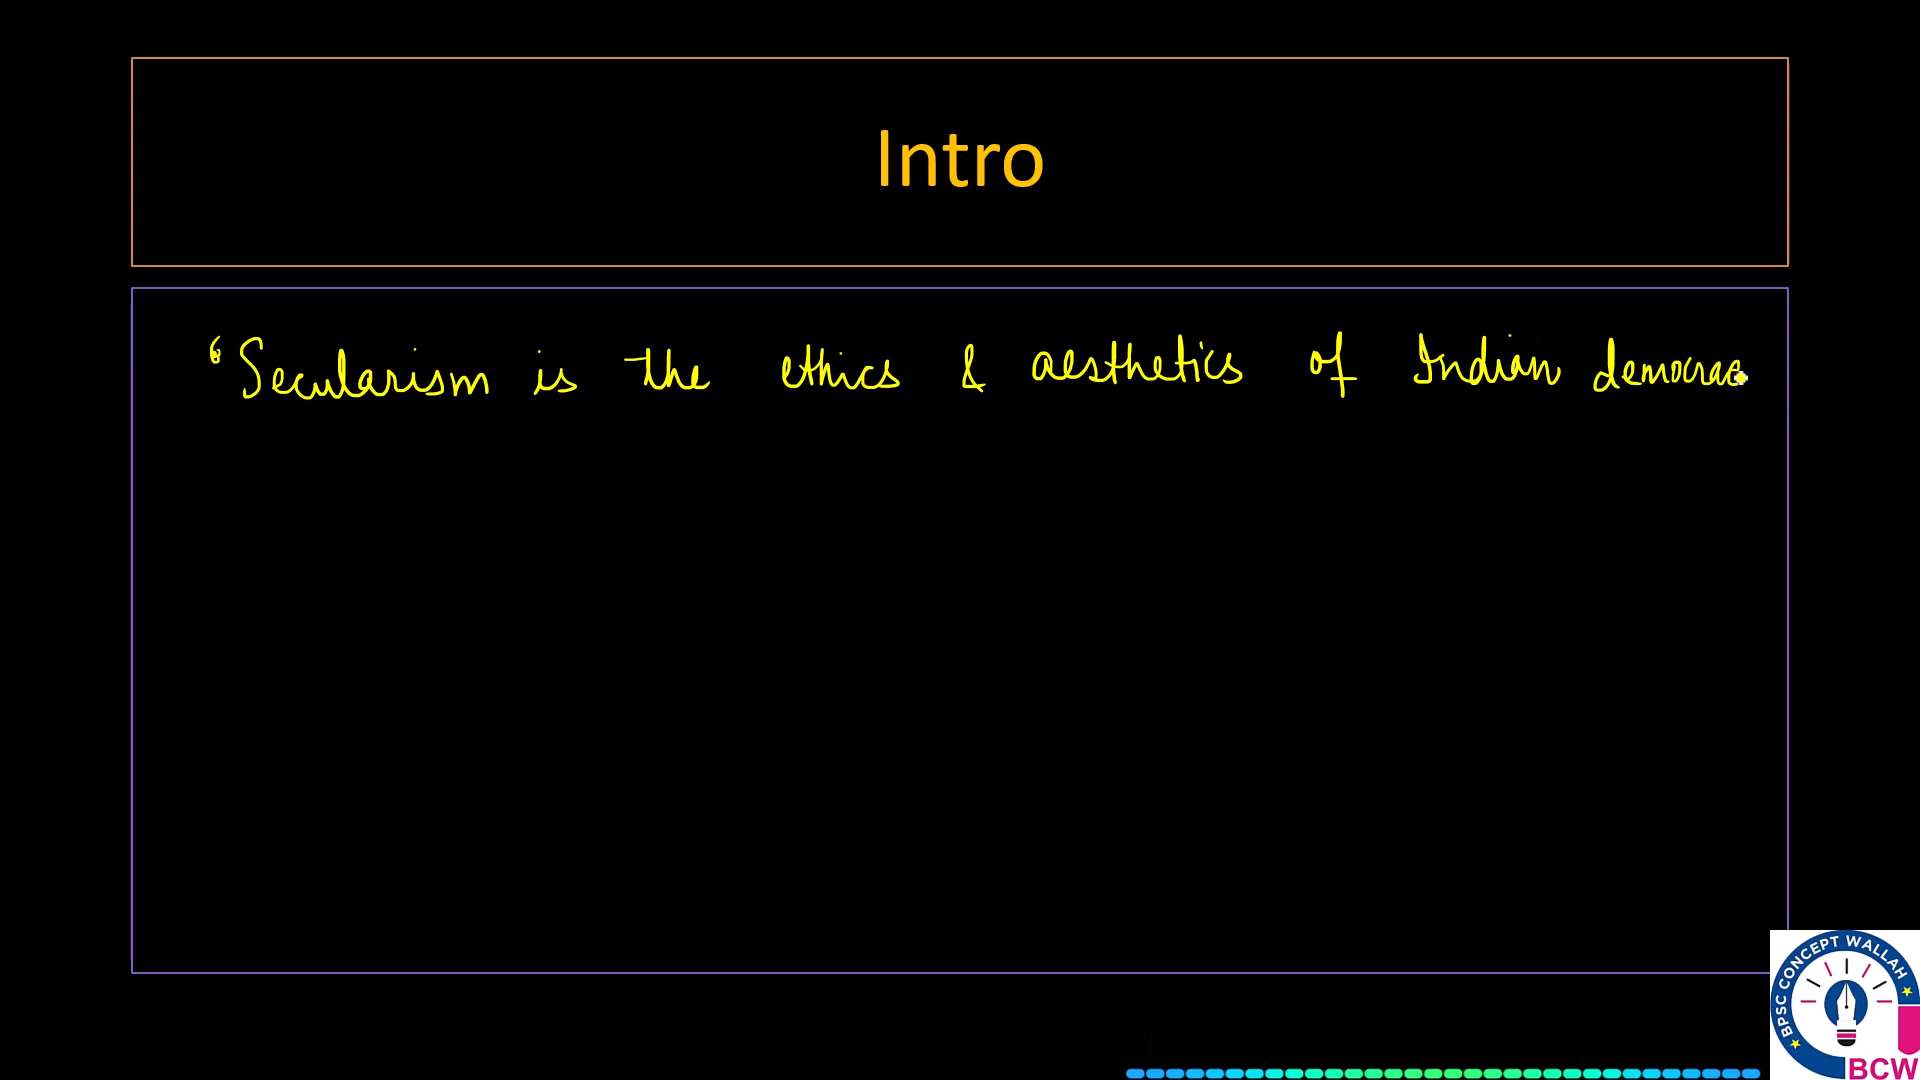 Intro
“Secularism is the ethics & aesthetics of Indian democrac
BPSC CONCEPT WALLAH
BCW